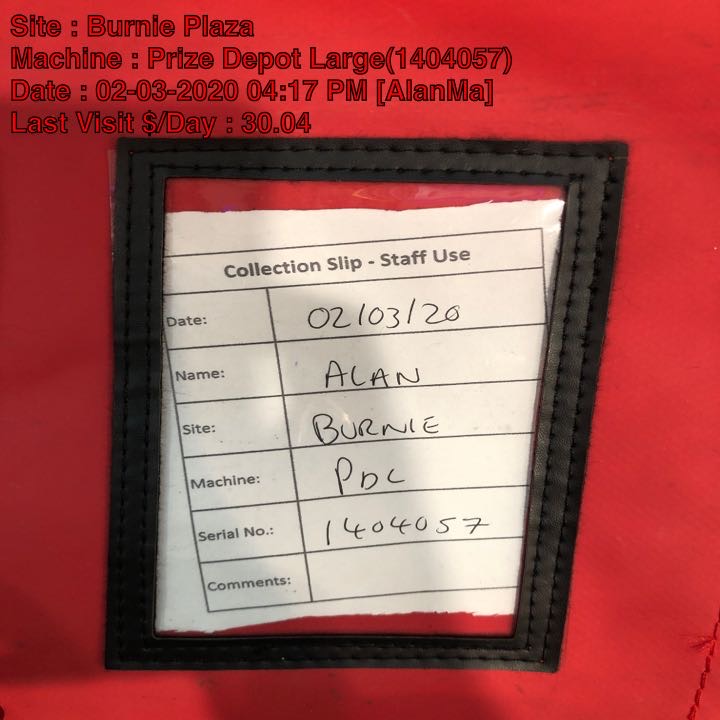 Site : Burnie Plaza
Machine : Prize Depot Large(1404057)
Date : 02-03-2020 04:17 PM [AlanMa]
Last Visit $/Day : 30.04
Collection Slip - Staff Use
Date: 02/03/20
Name: ALAN
Site: BURNIE
Machine: PDL
Serial No.: 1404057
Comments: